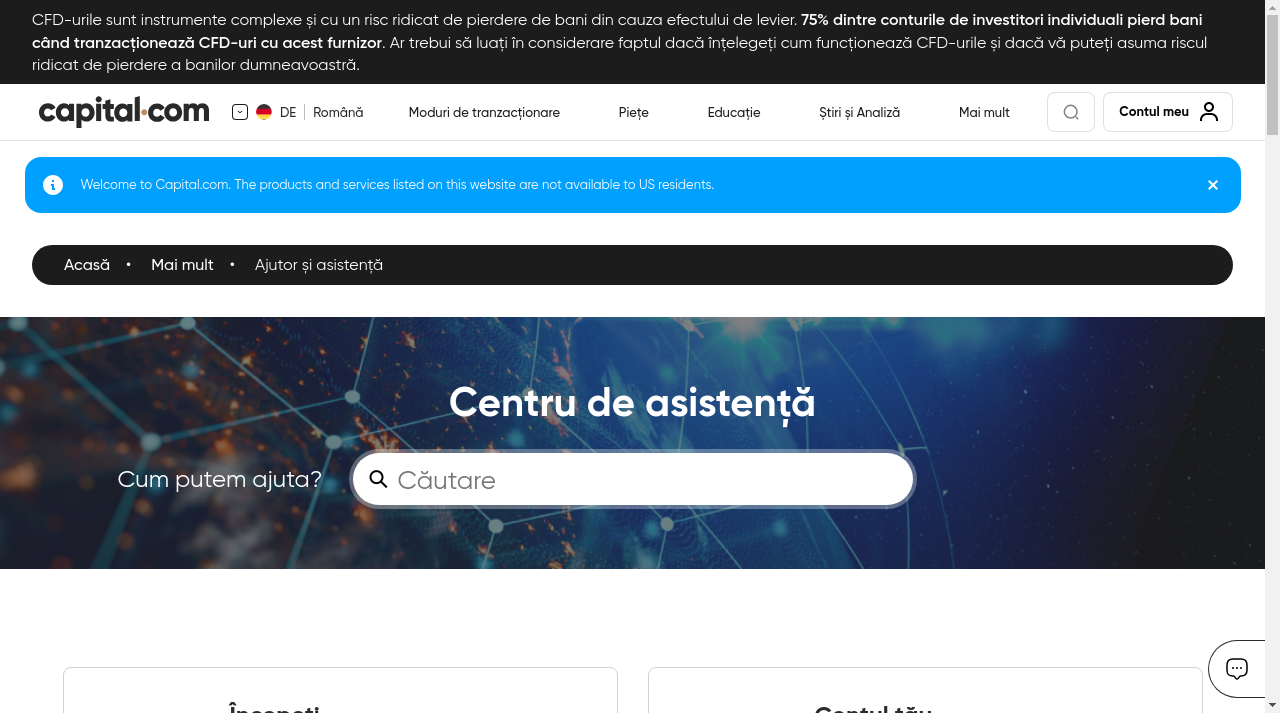 CFD-urile sunt instrumente complexe și cu un risc ridicat de pierdere de bani din cauza efectului de levier. 75% dintre conturile de investitori individuali pierd bani
când tranzacționează CFD-uri cu acest furnizor. Ar trebui să luați în considerare faptul dacă înțelegeți cum funcționează CFD-urile și dacă vă puteți asuma riscul
ridicat de pierdere a banilor dumneavoastră.
capital.com DE Română Moduri de tranzacționare Piețe Educație Știri și Analiză Mai mult Contul meu
Welcome to Capital.com. The products and services listed on this website are not available to US residents.
Acasă • Mai mult • Ajutor și asistență
Centru de asistență
Cum putem ajuta? Căutare
Începeți Contul tău